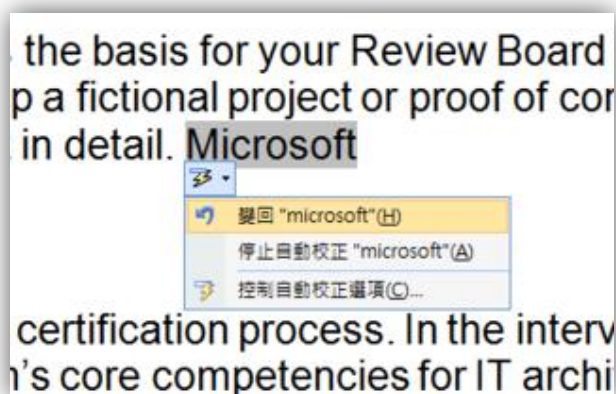 the basis for your Review Board
p a fictional project or proof of cor
in detail. Microsoft
變回 "microsoft"(H)
停止自動校正 "microsoft"(A)
控制自動校正選項(C)...
certification process. In the interv
's core competencies for IT archi